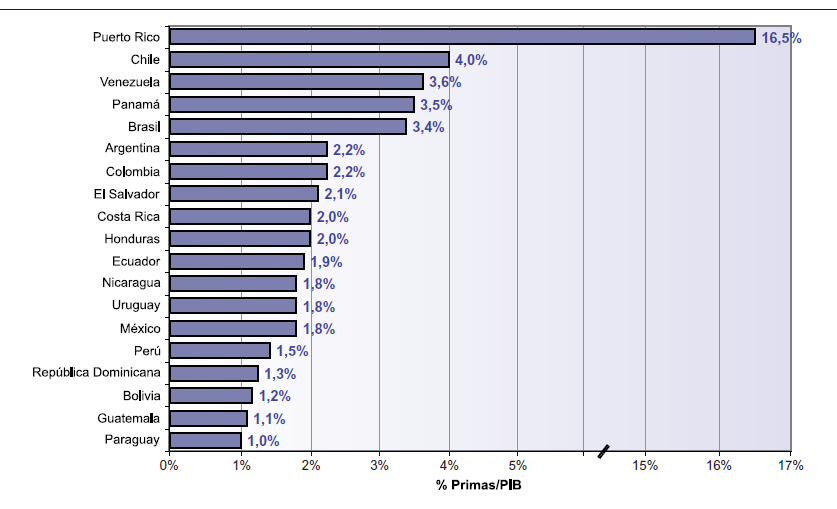 Puerto Rico 16,5%
Chile 4,0%
Venezuela 3,6%
Panamá 3,5%
Brasil 3,4%
Argentina 2,2%
Colombia 2,2%
El Salvador 2,1%
Costa Rica 2,0%
Honduras 2,0%
Ecuador 1,9%
Nicaragua 1,8%
Uruguay 1,8%
México 1,8%
Perú 1,5%
República Dominicana 1,3%
Bolivia 1,2%
Guatemala 1,1%
Paraguay 1,0%
0% 1% 2% 3% 4% 5% 15% 16% 17%
% Primas/PIB